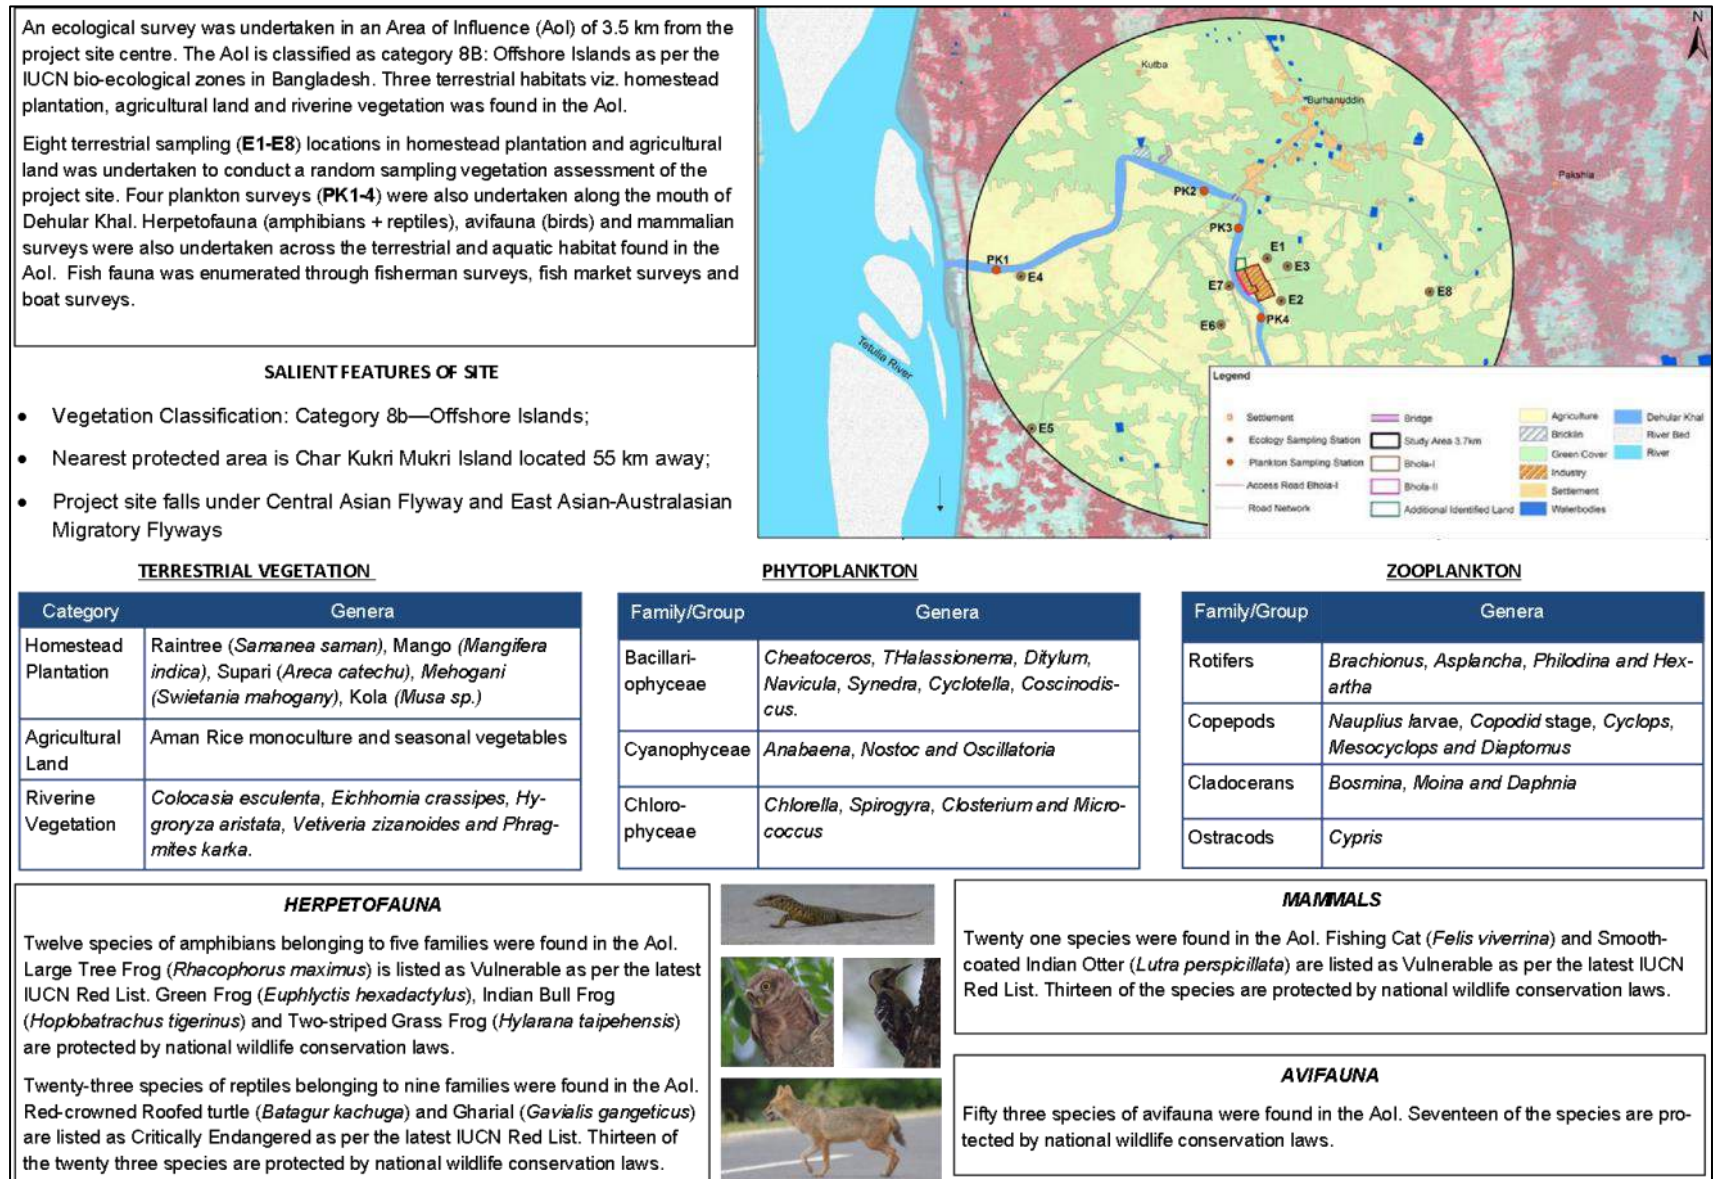 An ecological survey was undertaken in an Area of Influence (AoI) of 3.5 km from the
project site centre. The AoI is classified as category 8B: Offshore Islands as per the
IUCN bio-ecological zones in Bangladesh. Three terrestrial habitats viz. homestead
plantation, agricultural land and riverine vegetation was found in the AoI.
Eight terrestrial sampling (E1-E8) locations in homestead plantation and agricultural
land was undertaken to conduct a random sampling vegetation assessment of the
project site. Four plankton surveys (PK1-4) were also undertaken along the mouth of
Dehular Khal. Herpetofauna (amphibians + reptiles), avifauna (birds) and mammalian
surveys were also undertaken across the terrestrial and aquatic habitat found in the
AoI.  Fish fauna was enumerated through fisherman surveys, fish market surveys and
boat surveys.
SALIENT FEATURES OF SITE
• Vegetation Classification: Category 8b—Offshore Islands;
• Nearest protected area is Char Kukri Mukri Island located 55 km away;
• Project site falls under Central Asian Flyway and East Asian-Australasian
Migratory Flyways
N
Kutba
Burhanuddin
Pakshia
PK2
PK3
E1
E3
PK1
E4
E7
E2
E8
PK4
E6
Tetulia River
E5
Legend
Settlement
Ecology Sampling Station
Plankton Sampling Station
Access Road Bhola-I
Road Network
Bridge
Study Area 3.7km
Bhola-I
Bhola-II
Additional Identified Land
Agriculture
Bricklin
Green Cover
Industry
Settlement
Waterbodies
Dehular Khal
River Bed
River
TERRESTRIAL VEGETATION
Category Genera
Homestead Plantation
Raintree (Samanea saman), Mango (Mangifera
indica), Supari (Areca catechu), Mehogani
(Swietania mahogany), Kola (Musa sp.)
Agricultural Land
Aman Rice monoculture and seasonal vegetables
Riverine Vegetation
Colocasia esculenta, Eichhornia crassipes, Hy-
groryza aristata, Vetiveria zizanoides and Phrag-
mites karka.
PHYTOPLANKTON
Family/Group Genera
Bacillari-
ophyceae
Cheatoceros, THalassionema, Ditylum,
Navicula, Synedra, Cyclotella, Coscinodis-
cus.
Cyanophyceae Anabaena, Nostoc and Oscillatoria
Chloro-
phyceae
Chlorella, Spirogyra, Closterium and Micro-
coccus
ZOOPLANKTON
Family/Group Genera
Rotifers
Brachionus, Asplancha, Philodina and Hex-
artha
Copepods
Nauplius larvae, Copodid stage, Cyclops,
Mesocyclops and Diaptomus
Cladocerans Bosmina, Moina and Daphnia
Ostracods Cypris
HERPETOFAUNA
Twelve species of amphibians belonging to five families were found in the AoI.
Large Tree Frog (Rhacophorus maximus) is listed as Vulnerable as per the latest
IUCN Red List. Green Frog (Euphlyctis hexadactylus), Indian Bull Frog
(Hoplobatrachus tigerinus) and Two-striped Grass Frog (Hylarana taipehensis)
are protected by national wildlife conservation laws.
Twenty-three species of reptiles belonging to nine families were found in the AoI.
Red-crowned Roofed turtle (Batagur kachuga) and Gharial (Gavialis gangeticus)
are listed as Critically Endangered as per the latest IUCN Red List. Thirteen of
the twenty three species are protected by national wildlife conservation laws.
MAMMALS
Twenty one species were found in the AoI. Fishing Cat (Felis viverrina) and Smooth-
coated Indian Otter (Lutra perspicillata) are listed as Vulnerable as per the latest IUCN
Red List. Thirteen of the species are protected by national wildlife conservation laws.
AVIFAUNA
Fifty three species of avifauna were found in the AoI. Seventeen of the species are pro-
tected by national wildlife conservation laws.